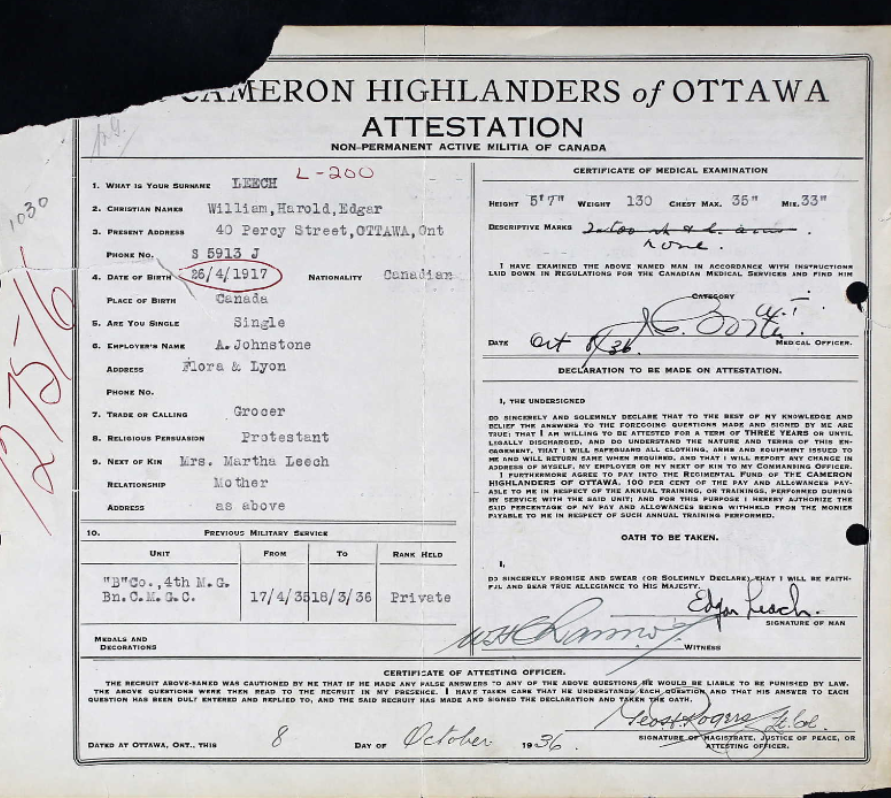 CAMERON HIGHLANDERS of OTTAWA
ATTESTATION
NON-PERMANENT ACTIVE MILITIA OF CANADA
L-200
1030
12757
1. WHAT IS YOUR SURNAME LEECH
2. CHRISTIAN NAMES William,Harold,Edgar
3. PRESENT ADDRESS 40 Percy Street,OTTAWA,Ont
PHONE NO. S 5913 J
4. DATE OF BIRTH 26/4/1917 NATIONALITY Canadian
PLACE OF BIRTH Canada
5. ARE YOU SINGLE Single
6. EMPLOYER'S NAME A.Johnstone
ADDRESS Flora & Lyon
PHONE NO.
7. TRADE OR CALLING Grocer
8. RELIGIOUS PERSUASION Protestant
9. NEXT OF KIN Mrs. Martha Leech
RELATIONSHIP Mother
ADDRESS as above
10. PREVIOUS MILITARY SERVICE
UNIT FROM TO RANK HELD
"B"Co.,4th M.G.
Bn.C.M.G.C. 17/4/35 18/3/36 Private
MEDALS AND
DECORATIONS
CERTIFICATE OF MEDICAL EXAMINATION
HEIGHT 5'7" WEIGHT 130 CHEST MAX. 35" MIE. 33"
DESCRIPTIVE MARKS
none.
I HAVE EXAMINED THE ABOVE NAMED MAN IN ACCORDANCE WITH INSTRUCTIONS
LAID DOWN IN REGULATIONS FOR THE CANADIAN MEDICAL SERVICES AND FIND HIM
CATEGORY
DATE Oct 8/36. MEDICAL OFFICER.
DECLARATION TO BE MADE ON ATTESTATION.
I, THE UNDERSIGNED
DO SINCERELY AND SOLEMNLY DECLARE THAT TO THE BEST OF MY KNOWLEDGE AND
BELIEF THE ANSWERS TO THE FOREGOING QUESTIONS MADE AND SIGNED BY ME ARE
TRUE; THAT I AM WILLING TO BE ATTESTED FOR A TERM OF THREE YEARS OR UNTIL
LEGALLY DISCHARGED, AND DO UNDERSTAND THE NATURE AND TERMS OF THIS EN-
GAGEMENT, THAT I WILL SAFEGUARD ALL CLOTHING, ARMS AND EQUIPMENT ISSUED TO
ME AND WILL RETURN SAME WHEN REQUIRED, AND THAT I WILL REPORT ANY CHANGE IN
ADDRESS OF MYSELF, MY EMPLOYER OR MY NEXT OF KIN TO MY COMMANDING OFFICER.
I FURTHERMORE AGREE TO PAY INTO THE REGIMENTAL FUND OF THE CAMERON
HIGHLANDERS OF OTTAWA, 100 PER CENT OF THE PAY AND ALLOWANCES PAY-
ABLE TO ME IN RESPECT OF THE ANNUAL TRAINING, OR TRAININGS, PERFORMED DURING
MY SERVICE WITH THE SAID UNIT; AND FOR THIS PURPOSE I HEREBY AUTHORIZE THE
SAID PERCENTAGE OF MY PAY AND ALLOWANCES BEING WITHHELD FROM THE MONIES
PAYABLE TO ME IN RESPECT OF SUCH ANNUAL TRAINING PERFORMED.
OATH TO BE TAKEN.
I,
DO SINCERELY PROMISE AND SWEAR (OR SOLEMNLY DECLARE) THAT I WILL BE FAITH-
FUL AND BEAR TRUE ALLEGIANCE TO HIS MAJESTY.
Edgar Leach.
SIGNATURE OF MAN
WITNESS
CERTIFICATE OF ATTESTING OFFICER.
THE RECRUIT ABOVE-NAMED WAS CAUTIONED BY ME THAT IF HE MADE ANY FALSE ANSWERS TO ANY OF THE ABOVE QUESTIONS HE WOULD BE LIABLE TO BE PUNISHED BY LAW.
THE ABOVE QUESTIONS WERE THEN READ TO THE RECRUIT IN MY PRESENCE. I HAVE TAKEN CARE THAT HE UNDERSTANDS EACH QUESTION AND THAT HIS ANSWER TO EACH
QUESTION HAS BEEN DULY ENTERED AND REPLIED TO, AND THE SAID RECRUIT HAS MADE AND SIGNED THE DECLARATION AND TAKEN THE OATH.
Rogers Lt. Col.
DATED AT OTTAWA, ONT., THIS 8 DAY OF October 1936.
SIGNATURE OF MAGISTRATE, JUSTICE OF PEACE, OR
ATTESTING OFFICER.